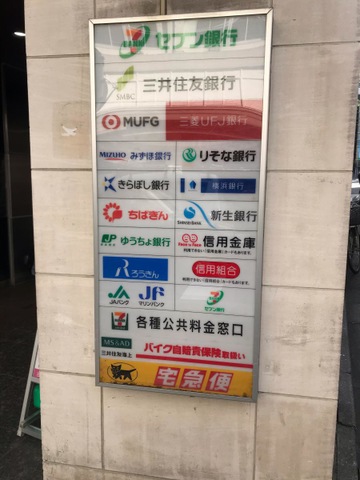 セブン銀行
SMBC
三井住友銀行
MUFG 三菱UFJ銀行
MIZUHO みずほ銀行
りそな銀行
きらぼし銀行
横浜銀行
ちばぎん
SHINSEI BANK
新生銀行
JP ゆうちょ銀行
信用金庫
R ろうきん
信用組合
JA JF
JAバンク マリンバンク
セブン銀行
7 ELEVEN 各種公共料金窓口
MS&AD
三井住友海上
バイク自賠責保険取扱い
宅急便